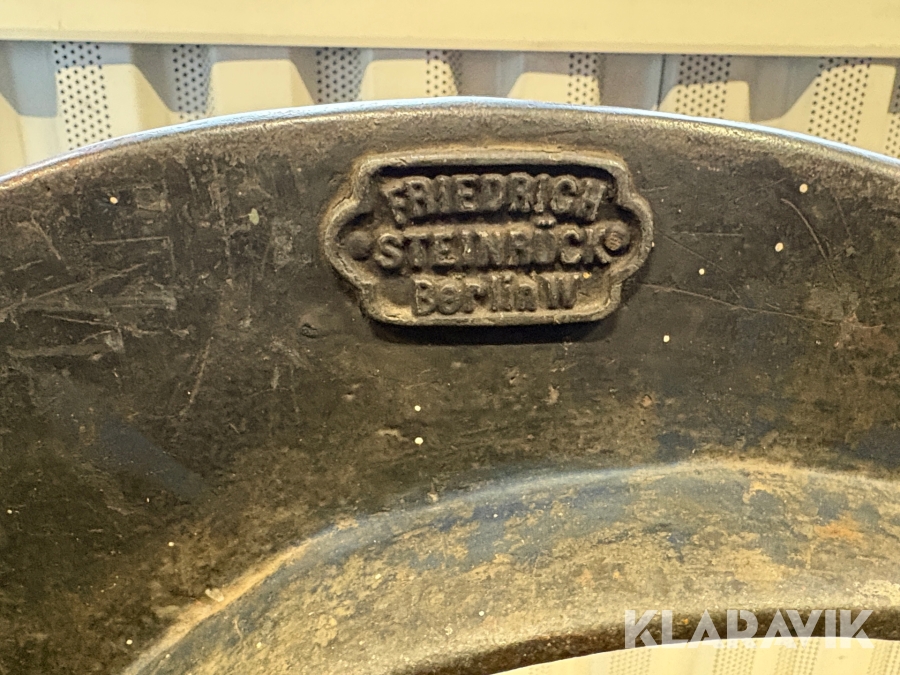 FRIEDRICH
STEINRÜCK
Berlin W
KLARAVIK